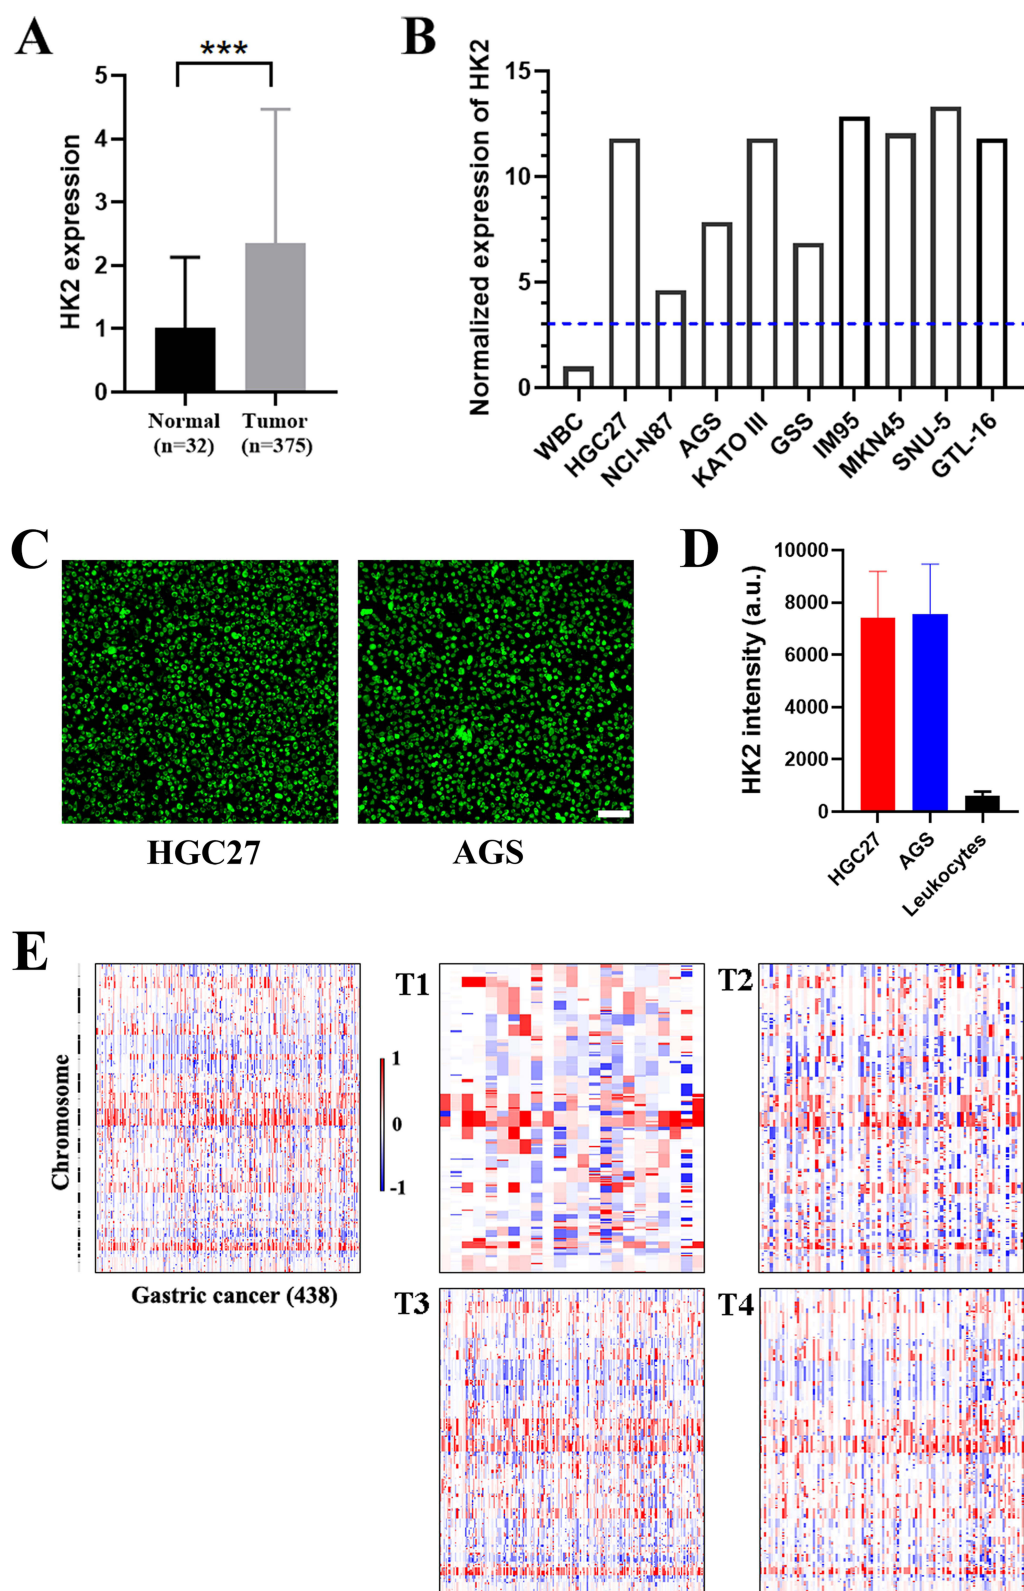 A
***
HK2 expression
5
4
3
2
1
0
Normal
(n=32)
Tumor
(n=375)
B
Normalized expression of HK2
15
10
5
0
WBC
HGC27
NCI-N87
AGS
KATO III
GSS
IM95
MKN45
SNU-5
GTL-16
C
HGC27
AGS
D
HK2 intensity (a.u.)
10000
8000
6000
4000
2000
0
HGC27
AGS
Leukocytes
E
Chromosome
Gastric cancer (438)
1
0
-1
T1
T2
T3
T4